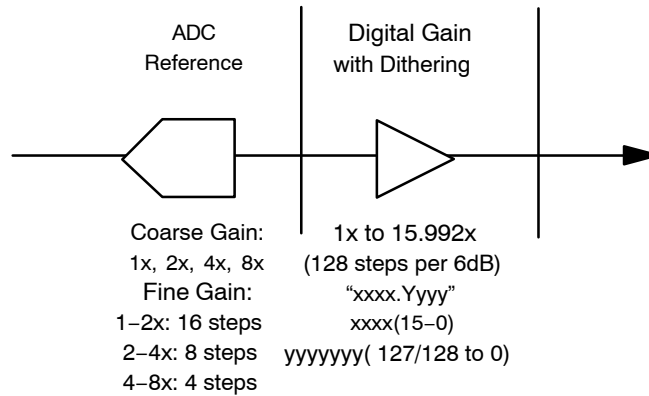 ADC
Reference
Digital Gain
with Dithering
Coarse Gain:
1x, 2x, 4x, 8x
Fine Gain:
1–2x: 16 steps
2–4x: 8 steps
4–8x: 4 steps
1x to 15.992x
(128 steps per 6dB)
“xxxx.Yyyy”
xxxx(15–0)
yyyyyyy( 127/128 to 0)